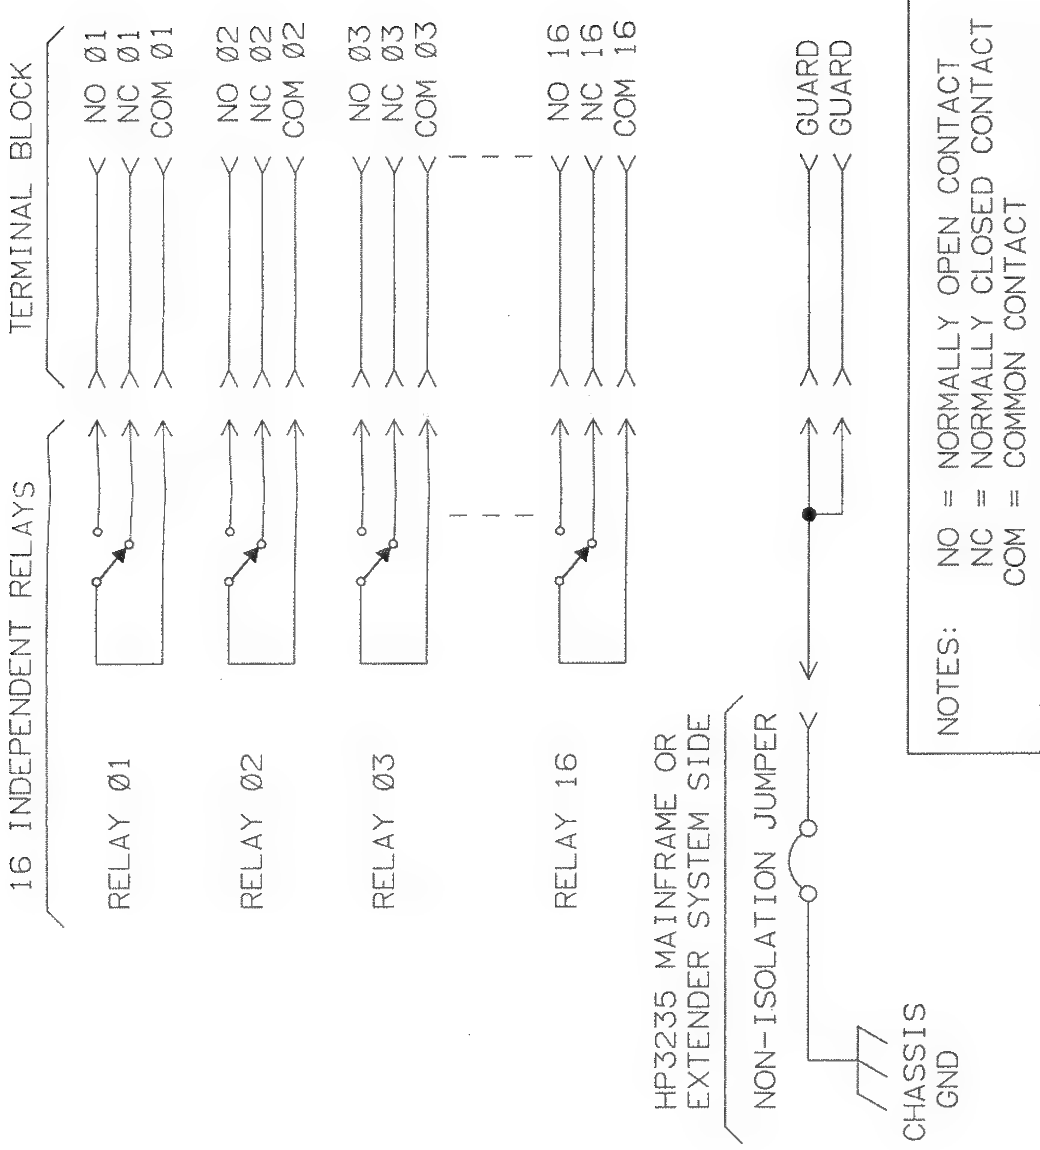 16 INDEPENDENT RELAYS
TERMINAL BLOCK
RELAY Ø1
NO Ø1
NC Ø1
COM Ø1
RELAY Ø2
NO Ø2
NC Ø2
COM Ø2
RELAY Ø3
NO Ø3
NC Ø3
COM Ø3
RELAY 16
NO 16
NC 16
COM 16
HP3235 MAINFRAME OR
EXTENDER SYSTEM SIDE
NON-ISOLATION JUMPER
GUARD
GUARD
CHASSIS
GND
NOTES: NO = NORMALLY OPEN CONTACT
NC = NORMALLY CLOSED CONTACT
COM = COMMON CONTACT